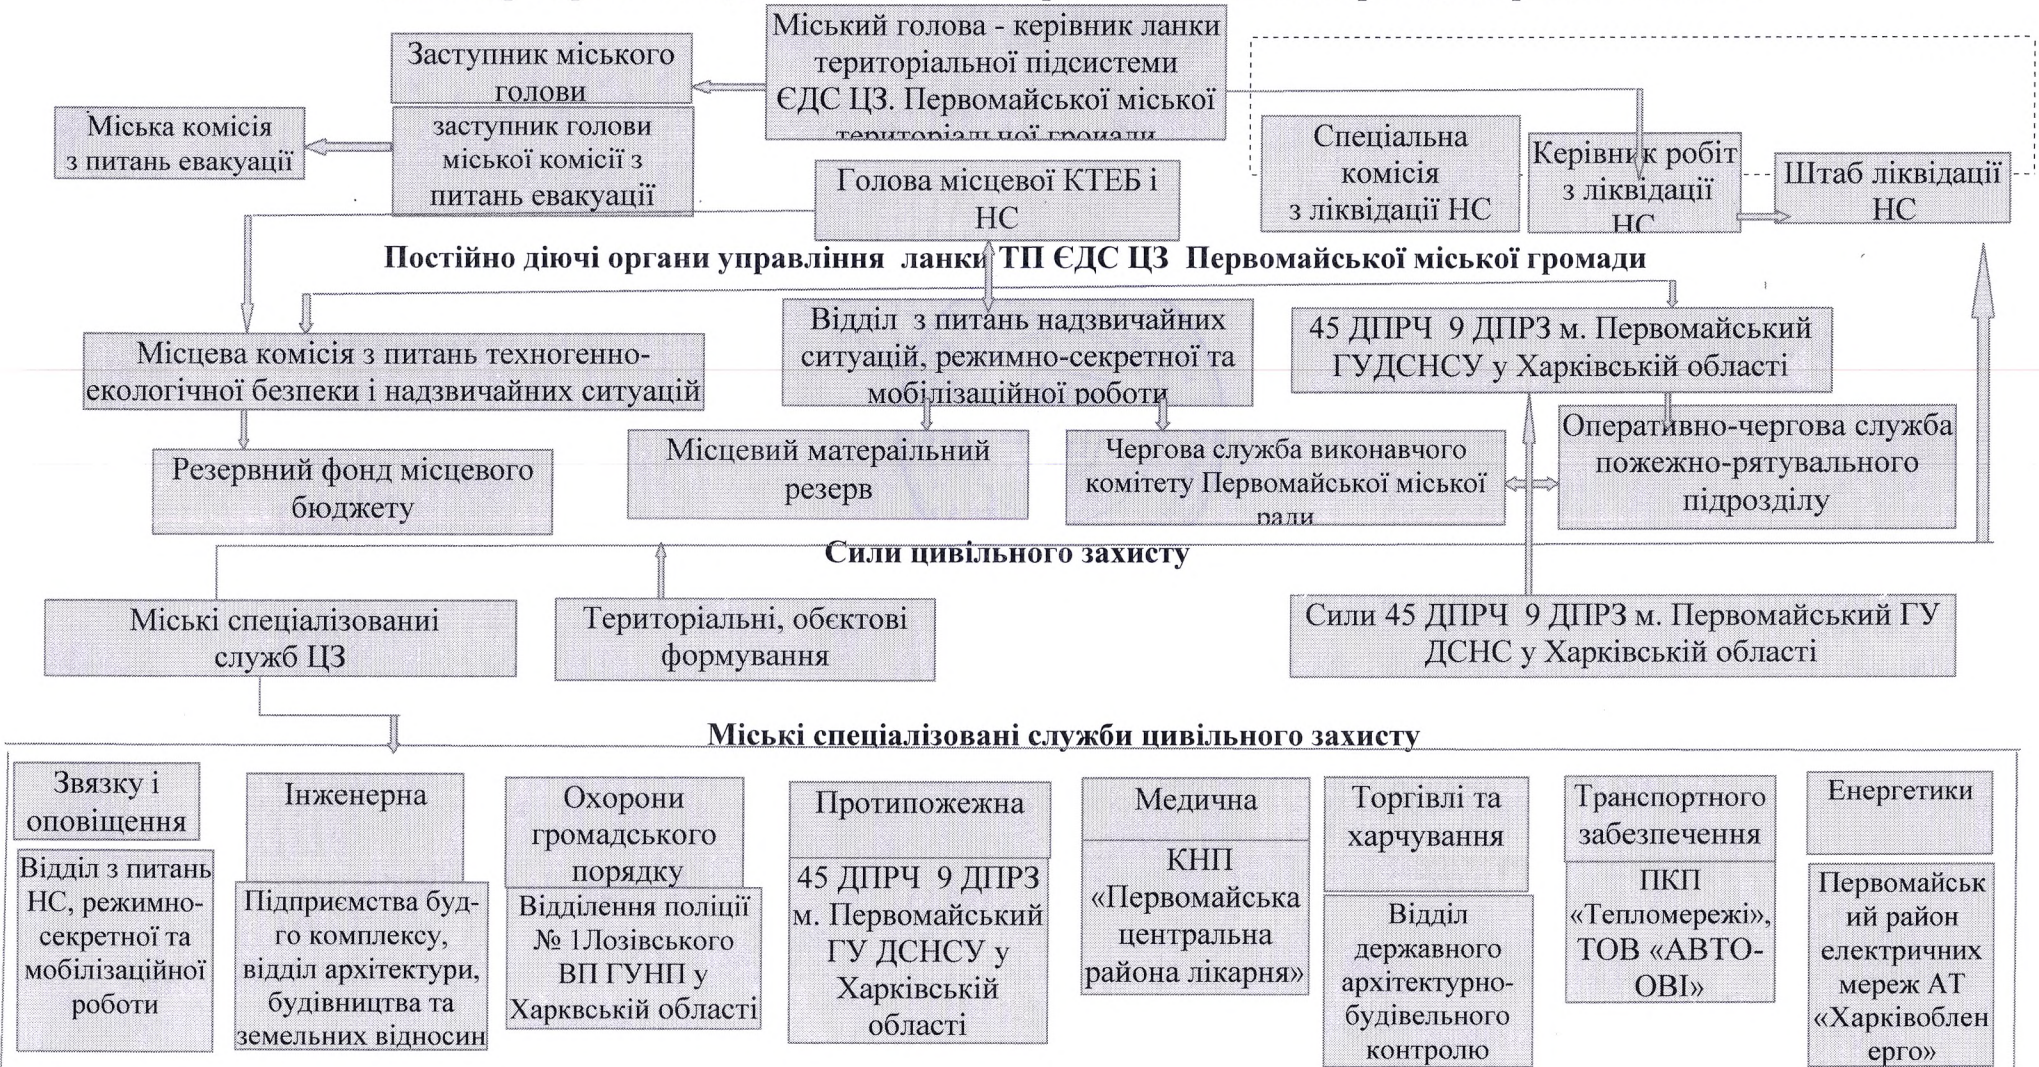 Міський голова - керівник ланки
територіальної підсистеми
ЄДС ЦЗ. Первомайської міської
територіальної громади
Заступник міського
голови
заступник голови
міської комісії з
питань евакуації
Міська комісія
з питань евакуації
Голова місцевої КТЕБ і
НС
Спеціальна
комісія
з ліквідації НС
Керівник робіт
з ліквідації
НС
Штаб ліквідації
НС
Постійно діючі органи управління ланки ТП ЄДС ЦЗ Первомайської міської громади
Місцева комісія з питань техногенно-
екологічної безпеки і надзвичайних ситуацій
Відділ з питань надзвичайних
ситуацій, режимно-секретної та
мобілізаційної роботи
45 ДПРЧ 9 ДПРЗ м. Первомайський
ГУДСНСУ у Харківській області
Резервний фонд місцевого
бюджету
Місцевий матераільний
резерв
Чергова служба виконавчого
комітету Первомайської міської
ради
Оперативно-чергова служба
пожежно-рятувального
підрозділу
Сили цивільного захисту
Міські спеціалізованиі
служб ЦЗ
Територіальні, обєктові
формування
Сили 45 ДПРЧ 9 ДПРЗ м. Первомайський ГУ
ДСНС у Харківській області
Міські спеціалізовані служби цивільного захисту
Звязку і
оповіщення
Відділ з питань
НС, режимно-
секретної та
мобілізаційної
роботи
Інженерна
Підприємства буд-
го комплексу,
відділ архітектури,
будівництва та
земельних відносин
Охорони
громадського
порядку
Відділення поліції
№ 1Лозівського
ВП ГУНП у
Харквській області
Протипожежна
45 ДПРЧ 9 ДПРЗ
м. Первомайський
ГУ ДСНСУ у
Харківській
області
Медична
КНП
«Первомайська
центральна
районa лікарня»
Торгівлі та
харчування
Відділ
державного
архітектурно-
будівельного
контролю
Транспортного
забезпечення
ПКП
«Тепломережі»,
ТОВ «АВТО-
ОВІ»
Енергетики
Первомайськ
ий район
електричних
мереж АТ
«Харківоблен
ерго»